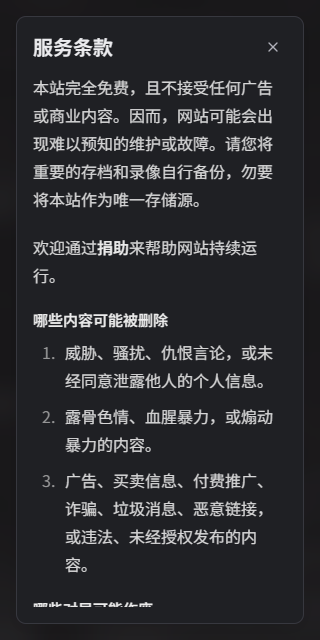 服务条款
本站完全免费，且不接受任何广告
或商业内容。因而，网站可能会出
现难以预知的维护或故障。请您将
重要的存档和录像自行备份，勿要
将本站作为唯一存储源。
欢迎通过捐助来帮助网站持续运
行。
哪些内容可能被删除
1. 威胁、骚扰、仇恨言论，或未
经同意泄露他人的个人信息。
2. 露骨色情、血腥暴力，或煽动
暴力的内容。
3. 广告、买卖信息、付费推广、
诈骗、垃圾消息、恶意链接，
或违法、未经授权发布的内
容。